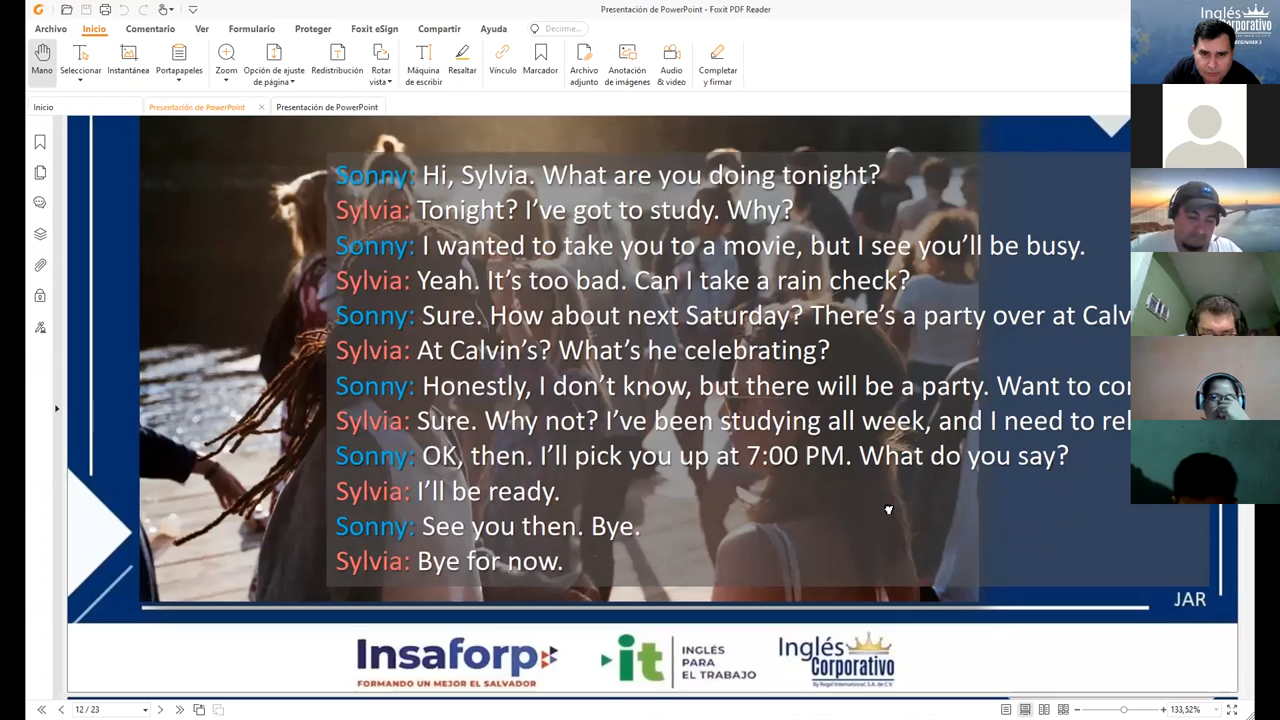 Presentación de PowerPoint - Foxit PDF Reader
Archivo Inicio Comentario Ver Formulario Proteger Foxit eSign Compartir Ayuda Decirme...
Mano Seleccionar Instantánea Portapapeles Zoom Opción de ajuste de página Redistribución Rotar vista Máquina de escribir Resaltar Vínculo Marcador Archivo adjunto Anotación de imágenes Audio & video Completar y firmar
Inicio Presentación de PowerPoint Presentación de PowerPoint
Inglés
Corporativo
BEGINNER 2
Sonny: Hi, Sylvia. What are you doing tonight?
Sylvia: Tonight? I've got to study. Why?
Sonny: I wanted to take you to a movie, but I see you'll be busy.
Sylvia: Yeah. It's too bad. Can I take a rain check?
Sonny: Sure. How about next Saturday? There's a party over at Calv
Sylvia: At Calvin's? What's he celebrating?
Sonny: Honestly, I don't know, but there will be a party. Want to co
Sylvia: Sure. Why not? I've been studying all week, and I need to rel
Sonny: OK, then. I'll pick you up at 7:00 PM. What do you say?
Sylvia: I'll be ready.
Sonny: See you then. Bye.
Sylvia: Bye for now.
JAR
Insaforp
FORMANDO UN MEJOR EL SALVADOR
it INGLÉS PARA EL TRABAJO
Inglés
Corporativo
By Regal International, S.A. de C.V.
12 / 23
133,52%